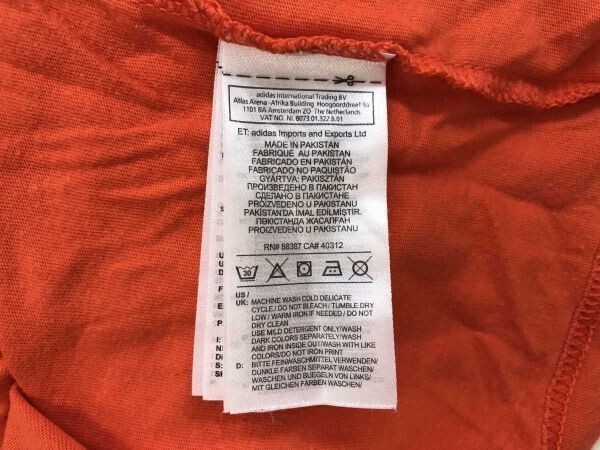 adidas International Trading BV
Atlas Arena -Afrika Building Hoogoorddreef 9a
1101 BA Amsterdam ZO The Netherlands
VAT NO. NL 8073.01.322.B.01
ET: adidas Imports and Exports Ltd
MADE IN PAKISTAN
FABRIQUÉ AU PAKISTAN
FABRICADO EN PAKISTÁN
FABRICADO NO PAQUISTÃO
GYÁRTVA: PAKISZTÁN
ПРОИЗВЕДЕНО В ПАКИСТАН
СДЕЛАНО В ПАКИСТАНЕ
PROIZVEDENO U PAKISTANU
PAKİSTAN'DA İMAL EDİLMİŞTİR.
ПӘКІСТАНДА ЖАСАЛҒАН
PROIZVEDENO U PAKISTANU
RN# 88387 CA# 40312
30
US /
UK: MACHINE WASH COLD DELICATE
CYCLE / DO NOT BLEACH / TUMBLE DRY
LOW / WARM IRON IF NEEDED / DO NOT
DRY CLEAN
USE MILD DETERGENT ONLY/WASH
DARK COLORS SEPARATELY/WASH
AND IRON INSIDE OUT/WASH WITH LIKE
COLORS/DO NOT IRON PRINT
D: BITTE FEINWASCHMITTEL VERWENDEN/
DUNKLE FARBEN SEPARAT WASCHEN/
WASCHEN UND BUEGELN VON LINKS/
MIT GLEICHEN FARBEN WASCHEN/